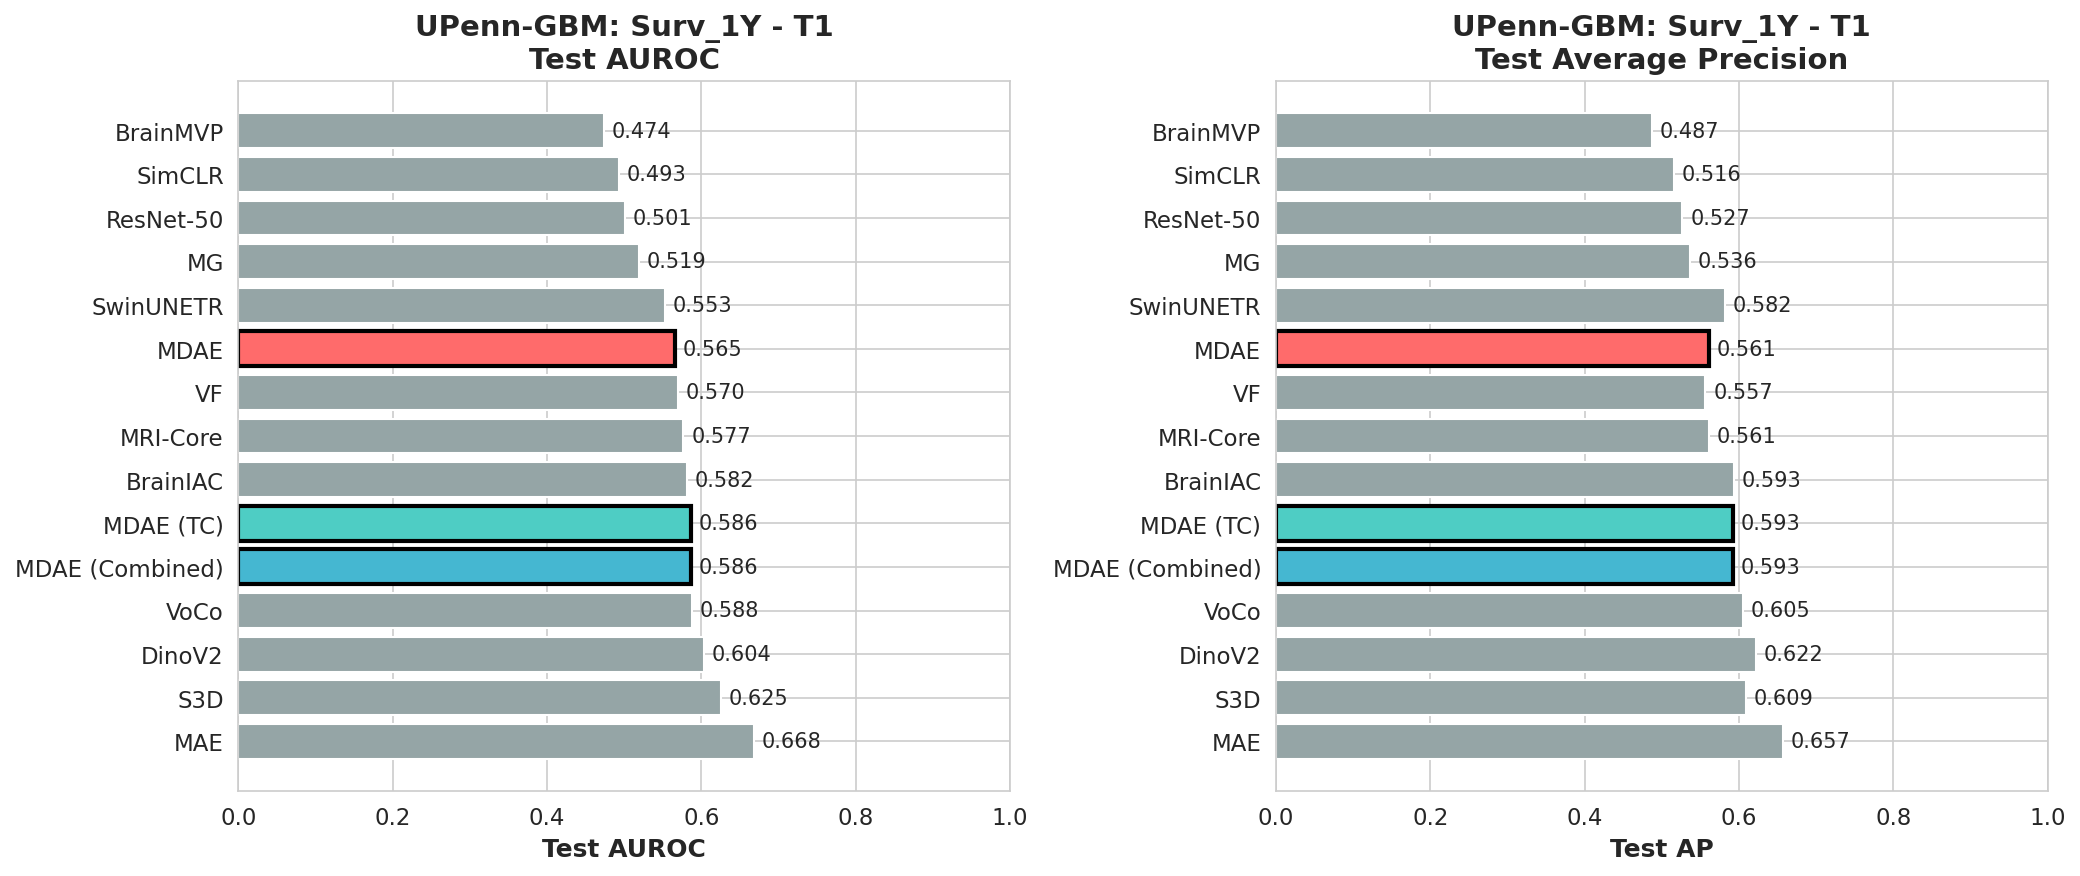 UPenn-GBM: Surv_1Y - T1
Test AUROC
BrainMVP 0.474
SimCLR 0.493
ResNet-50 0.501
MG 0.519
SwinUNETR 0.553
MDAE 0.565
VF 0.570
MRI-Core 0.577
BrainIAC 0.582
MDAE (TC) 0.586
MDAE (Combined) 0.586
VoCo 0.588
DinoV2 0.604
S3D 0.625
MAE 0.668
0.0 0.2 0.4 0.6 0.8 1.0
Test AUROC
UPenn-GBM: Surv_1Y - T1
Test Average Precision
BrainMVP 0.487
SimCLR 0.516
ResNet-50 0.527
MG 0.536
SwinUNETR 0.582
MDAE 0.561
VF 0.557
MRI-Core 0.561
BrainIAC 0.593
MDAE (TC) 0.593
MDAE (Combined) 0.593
VoCo 0.605
DinoV2 0.622
S3D 0.609
MAE 0.657
0.0 0.2 0.4 0.6 0.8 1.0
Test AP